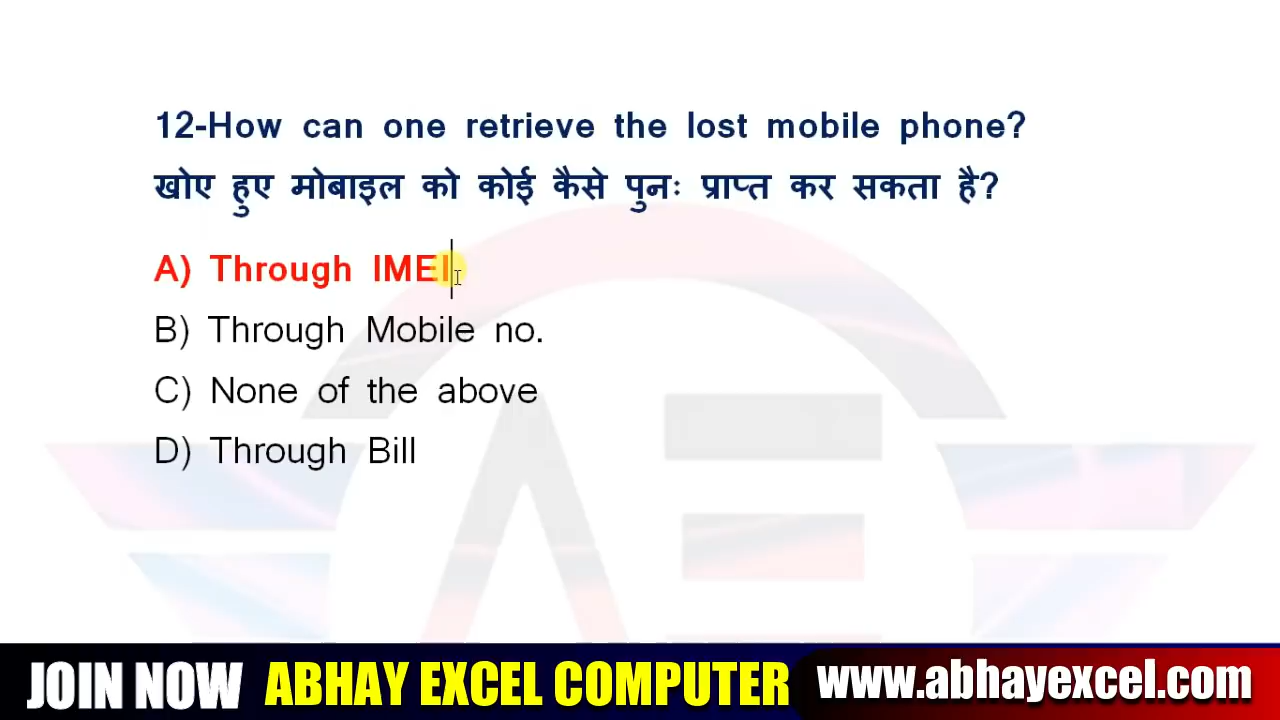 12-How can one retrieve the lost mobile phone?
खोए हुए मोबाइल को कोई कैसे पुनः प्राप्त कर सकता है?
A) Through IMEI
B) Through Mobile no.
C) None of the above
D) Through Bill
JOIN NOW ABHAY EXCEL COMPUTER www.abhayexcel.com